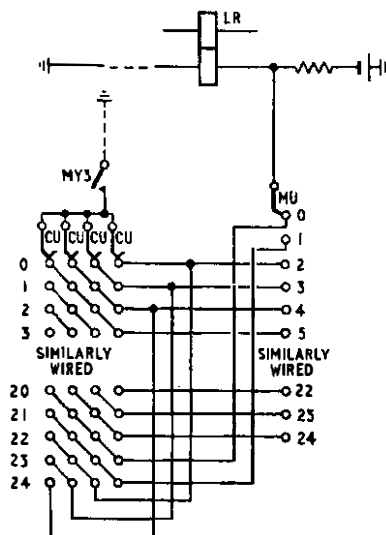 LR
MY3
MU
CU CU CU CU
0
1
2
3
SIMILARLY
WIRED
20
21
22
23
24
0
1
2
3
4
5
SIMILARLY
WIRED
22
23
24